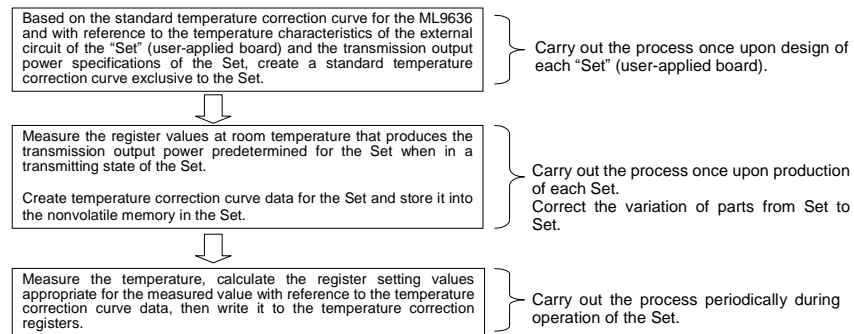 Based on the standard temperature correction curve for the ML9636
and with reference to the temperature characteristics of the external
circuit of the “Set” (user-applied board) and the transmission output
power specifications of the Set, create a standard temperature
correction curve exclusive to the Set.
Carry out the process once upon design of
each “Set” (user-applied board).
Measure the register values at room temperature that produces the
transmission output power predetermined for the Set when in a
transmitting state of the Set.
Create temperature correction curve data for the Set and store it into
the nonvolatile memory in the Set.
Carry out the process once upon production
of each Set.
Correct the variation of parts from Set to
Set.
Measure the temperature, calculate the register setting values
appropriate for the measured value with reference to the temperature
correction curve data, then write it to the temperature correction
registers.
Carry out the process periodically during
operation of the Set.